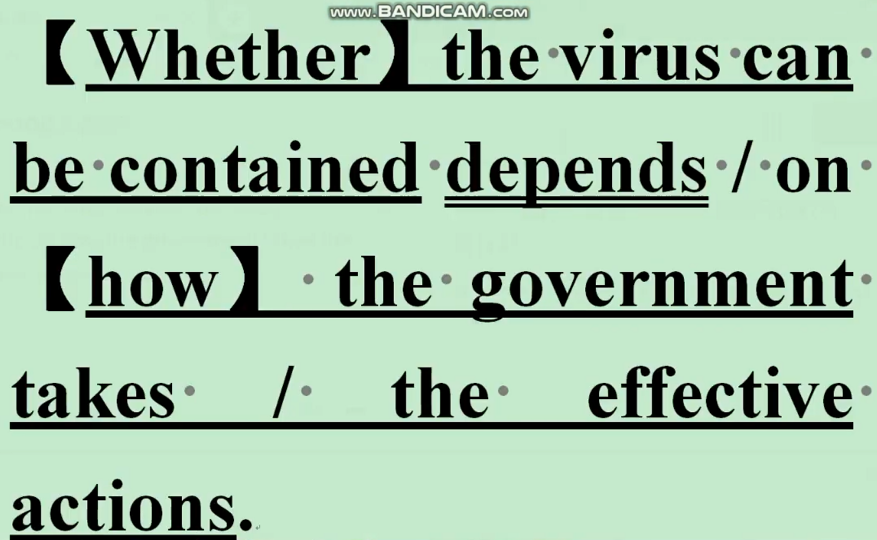 www.BANDICAM.com
【Whether】 the virus can
be contained depends / on
【how】 the government
takes / the effective
actions.